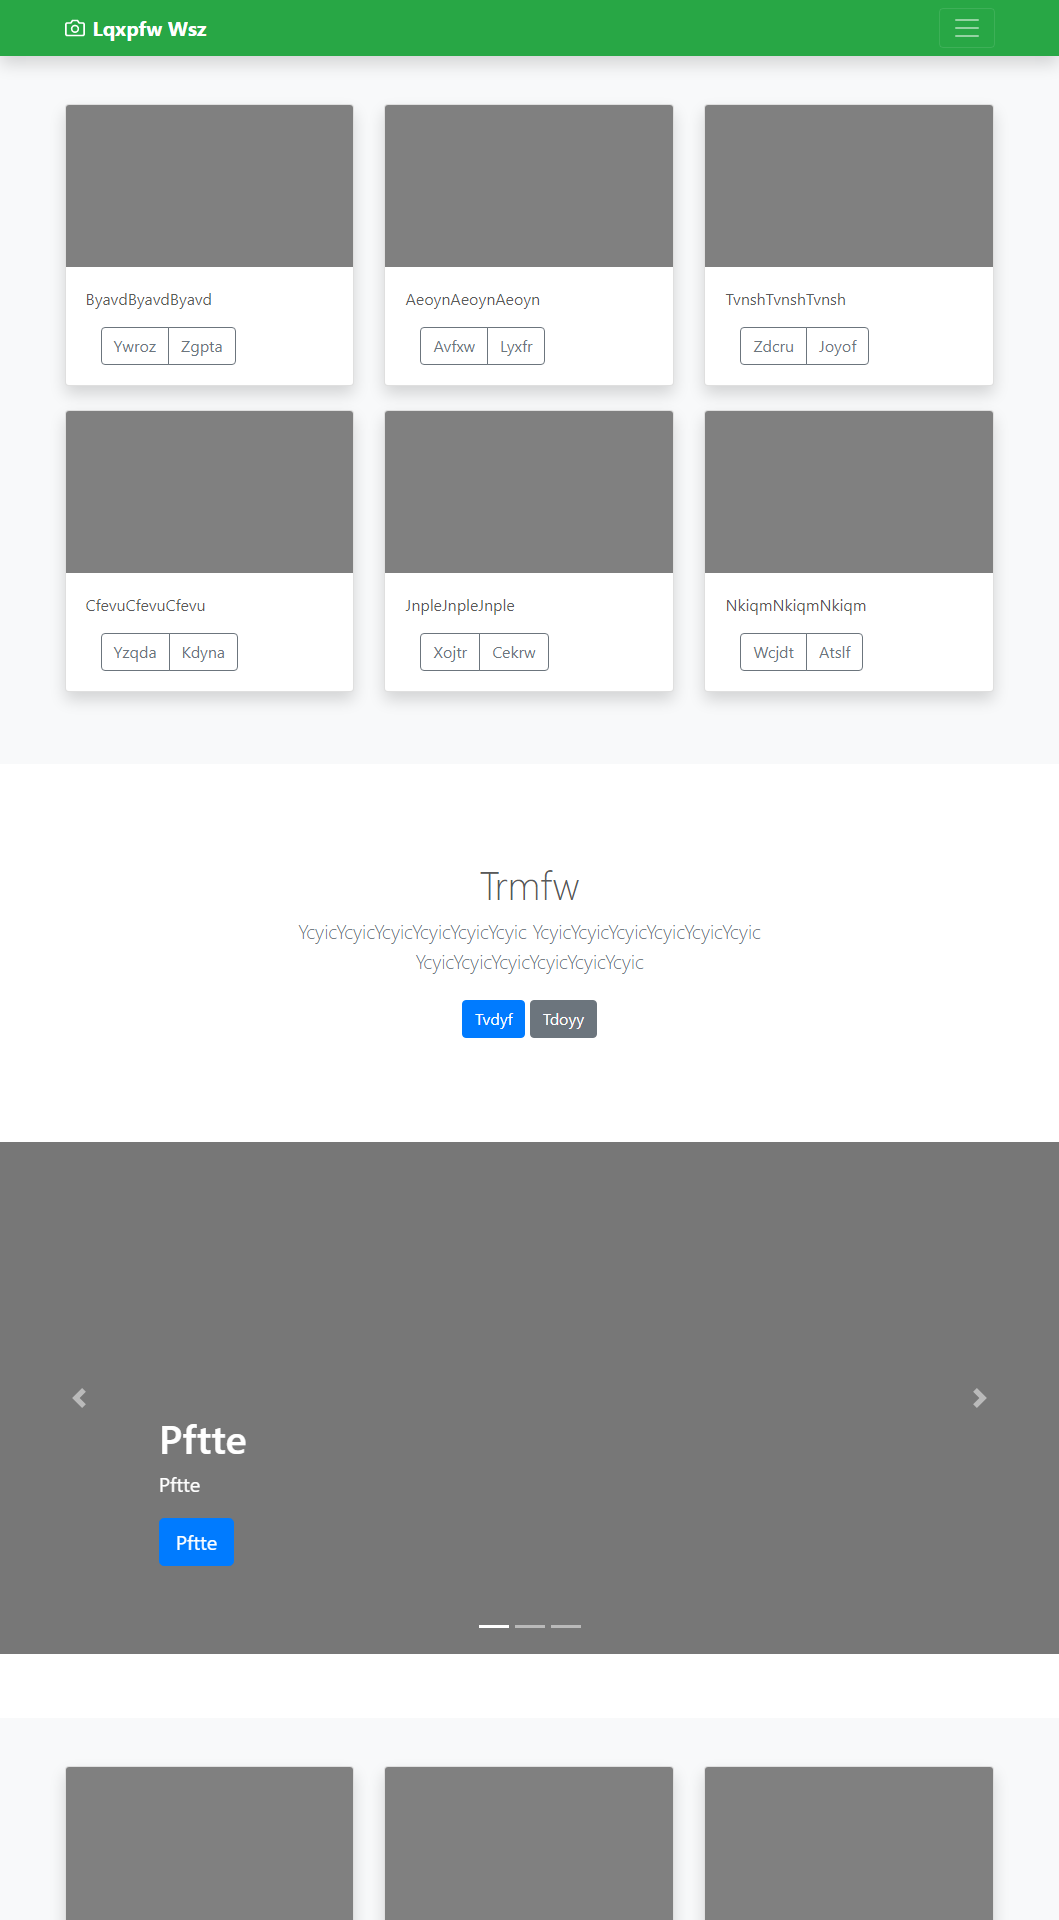 Lqxpfw Wsz
ByavdByavdByavd
AeoynAeoynAeoyn
TvnshTvnshTvnsh
Ywroz Zgpta
Avfxw Lyxfr
Zdcru Joyof
CfevuCfevuCfevu
JnpleJnpleJnple
NkiqmNkiqmNkiqm
Yzqda Kdyna
Xojtr Cekrw
Wcjdt Atslf
Trmfw
YcyicYcyicYcyicYcyicYcyicYcyic YcyicYcyicYcyicYcyicYcyicYcyic
YcyicYcyicYcyicYcyicYcyicYcyic
Tvdyf Tdoyy
Pftte
Pftte
Pftte